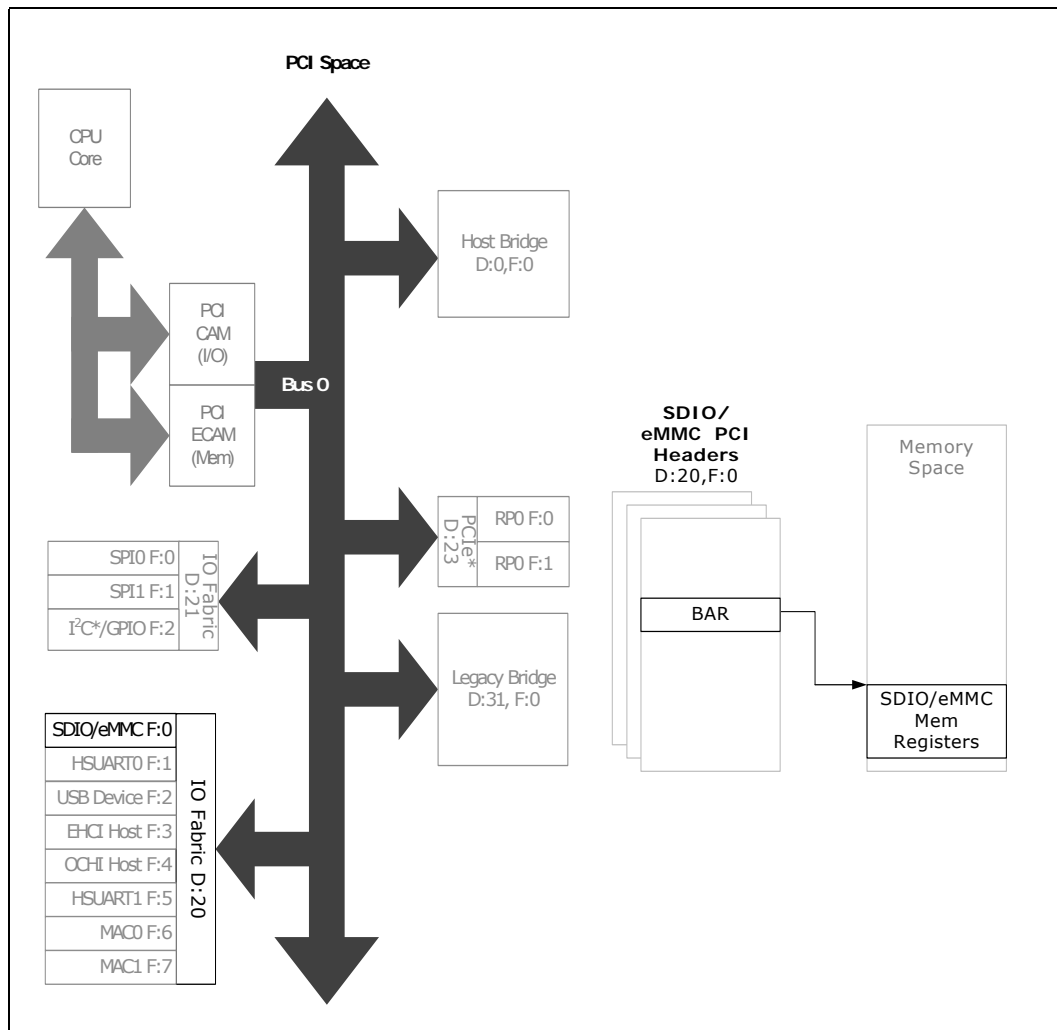 PCI Space
CPU
Core
Host Bridge
D:0,F:0
PCI
CAM
(I/O)
Bus 0
PCI
ECAM
(Mem)
SDIO/
eMMC PCI
Headers
D:20,F:0
Memory
Space
PCIe*
D:23
RP0 F:0
RP0 F:1
SPI0 F:0
SPI1 F:1
I²C*/GPIO F:2
IO Fabric
D:21
BAR
Legacy Bridge
D:31, F:0
SDIO/eMMC
Mem
Registers
SDIO/eMMC F:0
HSUART0 F:1
USB Device F:2
EHCI Host F:3
OCHI Host F:4
HSUART1 F:5
MAC0 F:6
MAC1 F:7
IO Fabric D:20